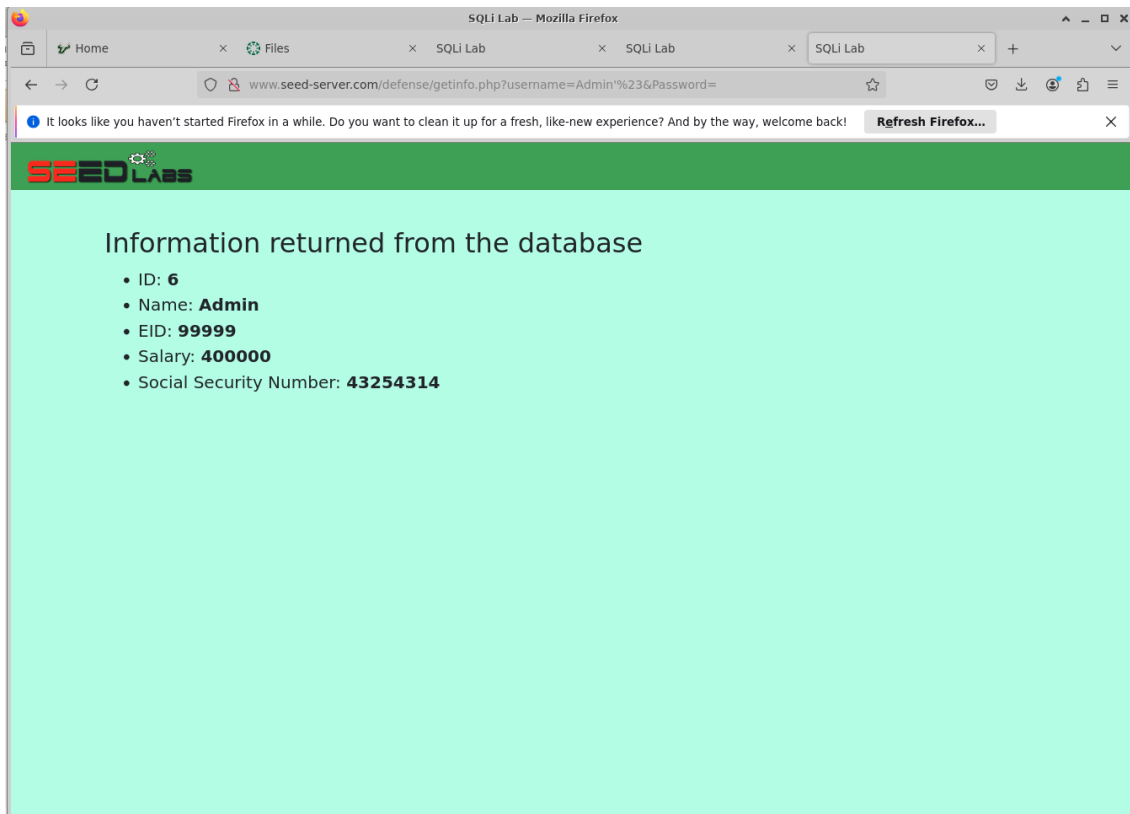 SQLi Lab — Mozilla Firefox
Home
Files
SQLi Lab
SQLi Lab
SQLi Lab
www.seed-server.com/defense/getinfo.php?username=Admin'%23&Password=
It looks like you haven't started Firefox in a while. Do you want to clean it up for a fresh, like-new experience? And by the way, welcome back! Refresh Firefox...
SEEDLABS
Information returned from the database
• ID: 6
• Name: Admin
• EID: 99999
• Salary: 400000
• Social Security Number: 43254314